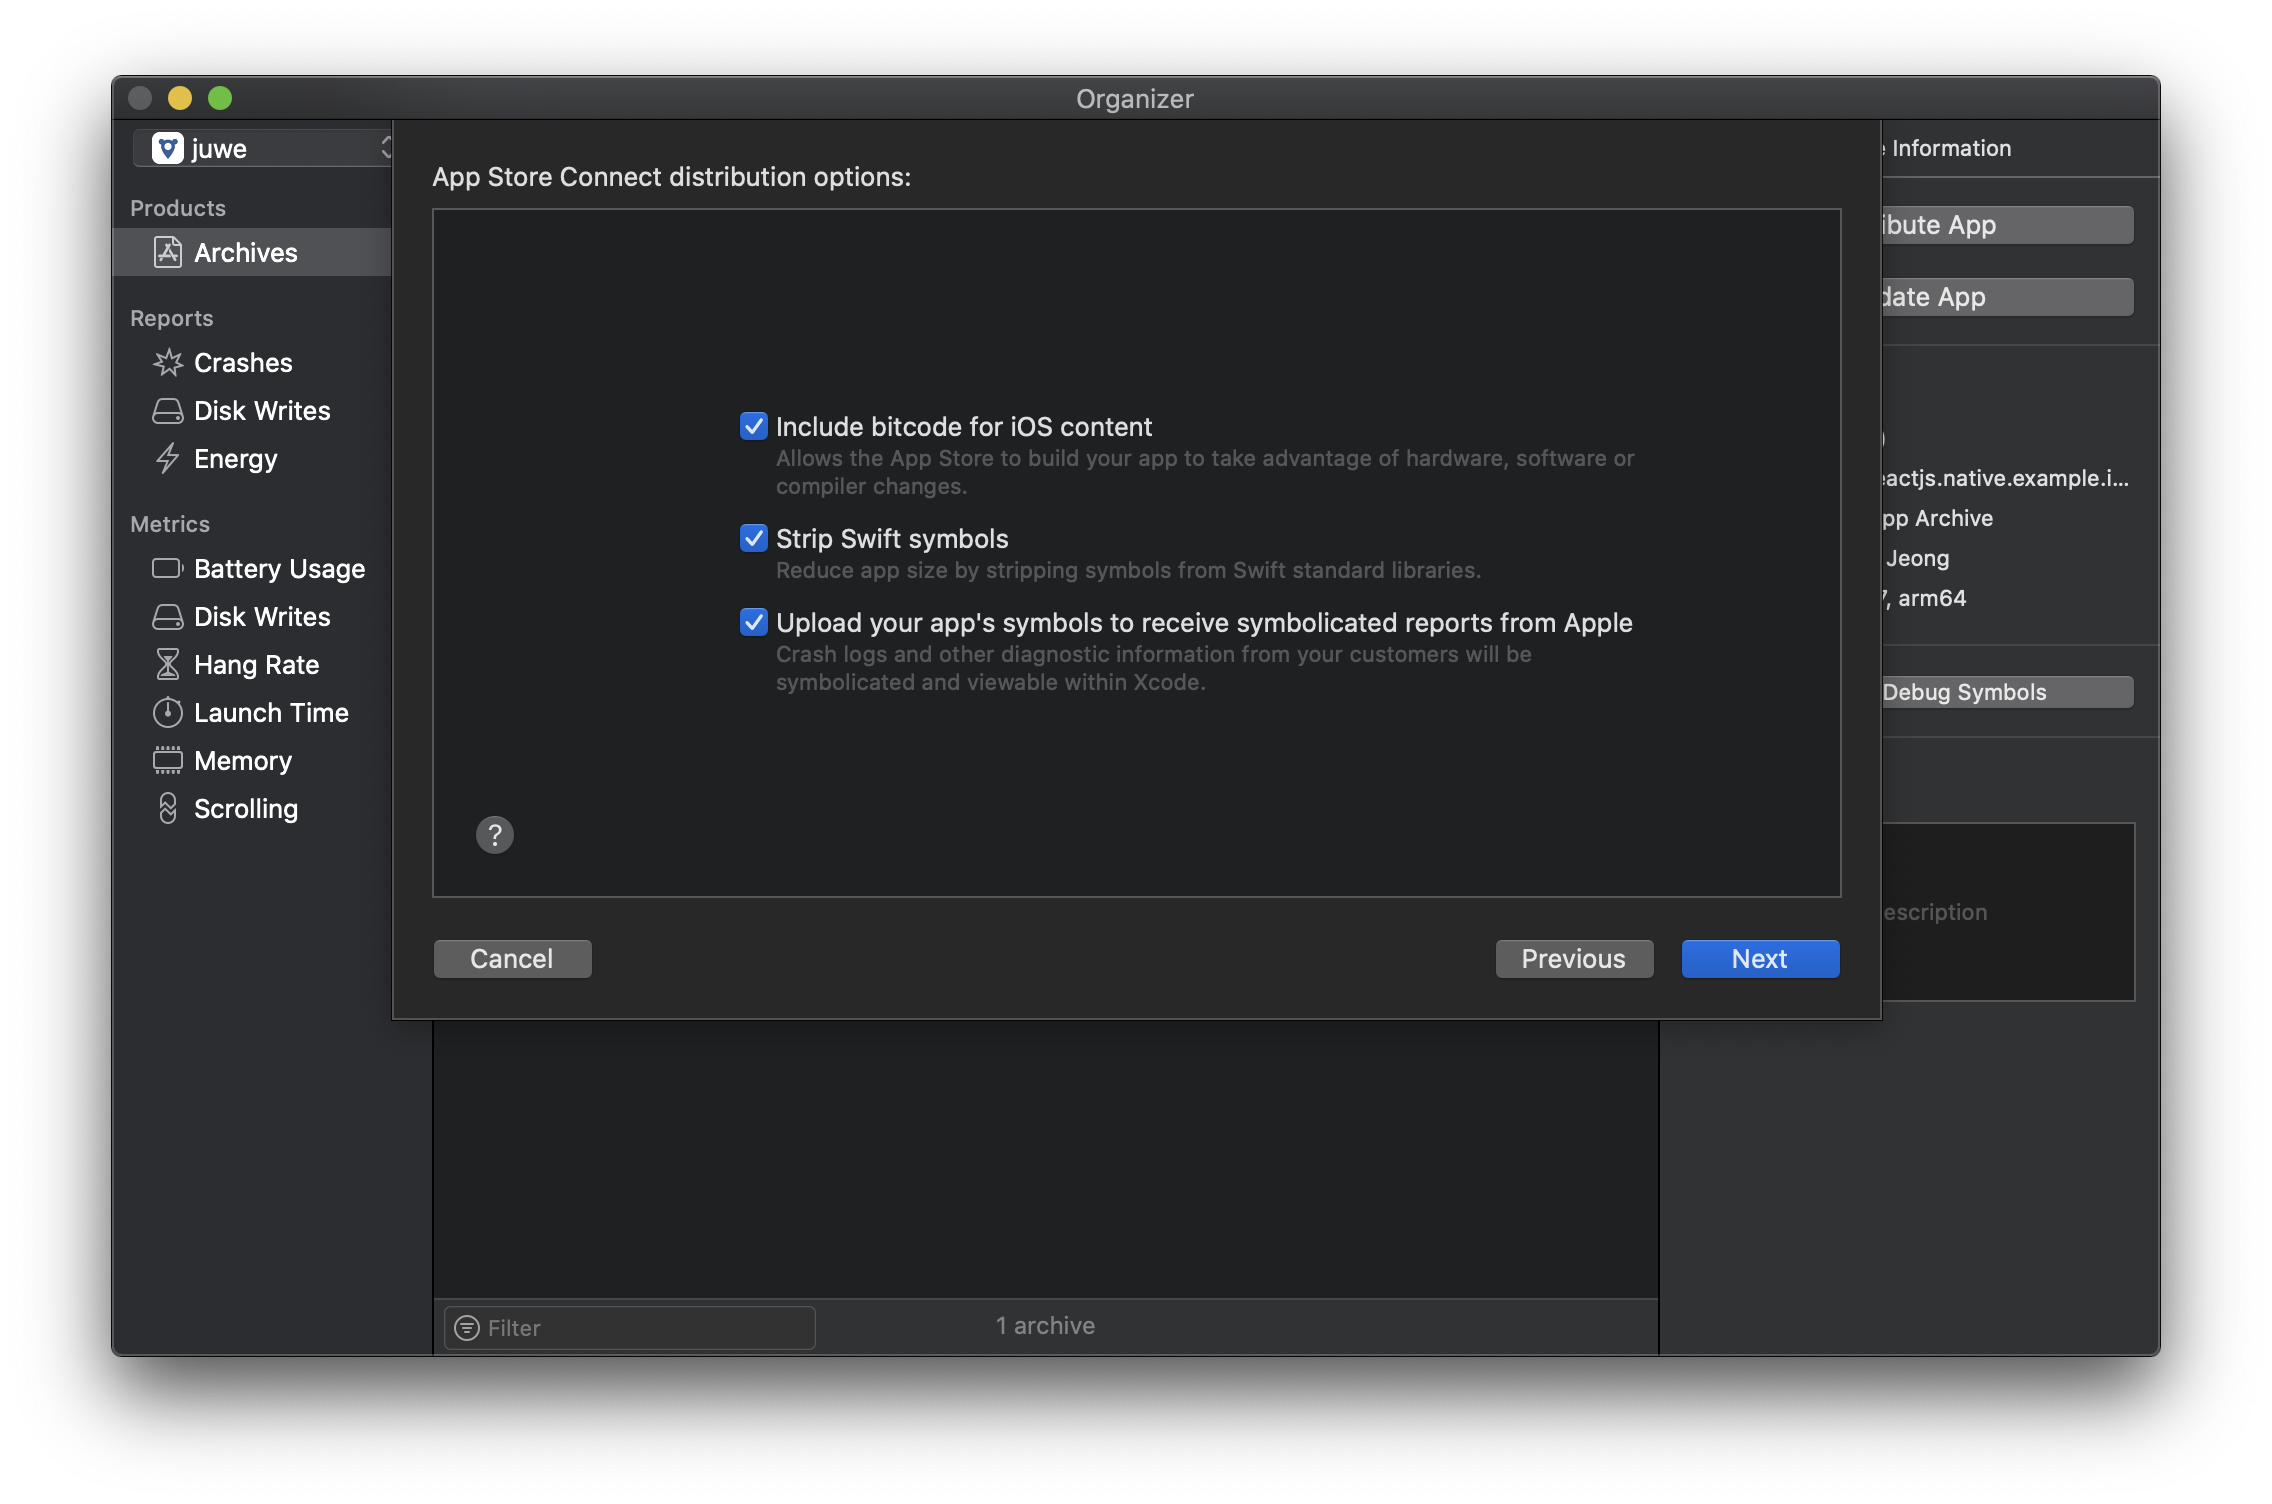 Organizer
juwe
Products
Archives
Reports
Crashes
Disk Writes
Energy
Metrics
Battery Usage
Disk Writes
Hang Rate
Launch Time
Memory
Scrolling
App Store Connect distribution options:
Include bitcode for iOS content
Allows the App Store to build your app to take advantage of hardware, software or
compiler changes.
Strip Swift symbols
Reduce app size by stripping symbols from Swift standard libraries.
Upload your app's symbols to receive symbolicated reports from Apple
Crash logs and other diagnostic information from your customers will be
symbolicated and viewable within Xcode.
?
Cancel
Previous
Next
Filter
1 archive
Information
ibute App
date App
eactjs.native.example.i...
pp Archive
Jeong
7, arm64
Debug Symbols
escription